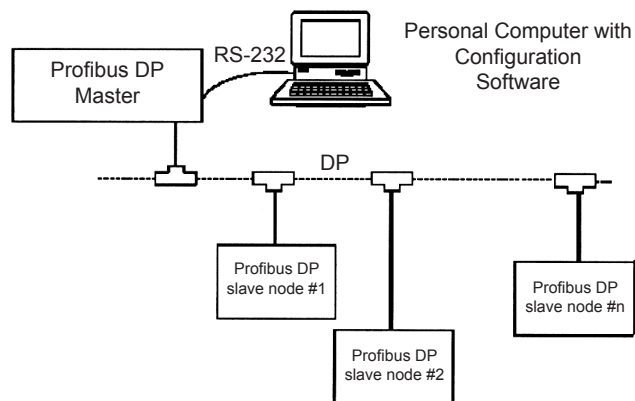 Personal Computer with
Configuration
Software
RS-232
Profibus DP
Master
DP
Profibus DP
slave node #1
Profibus DP
slave node #n
Profibus DP
slave node #2